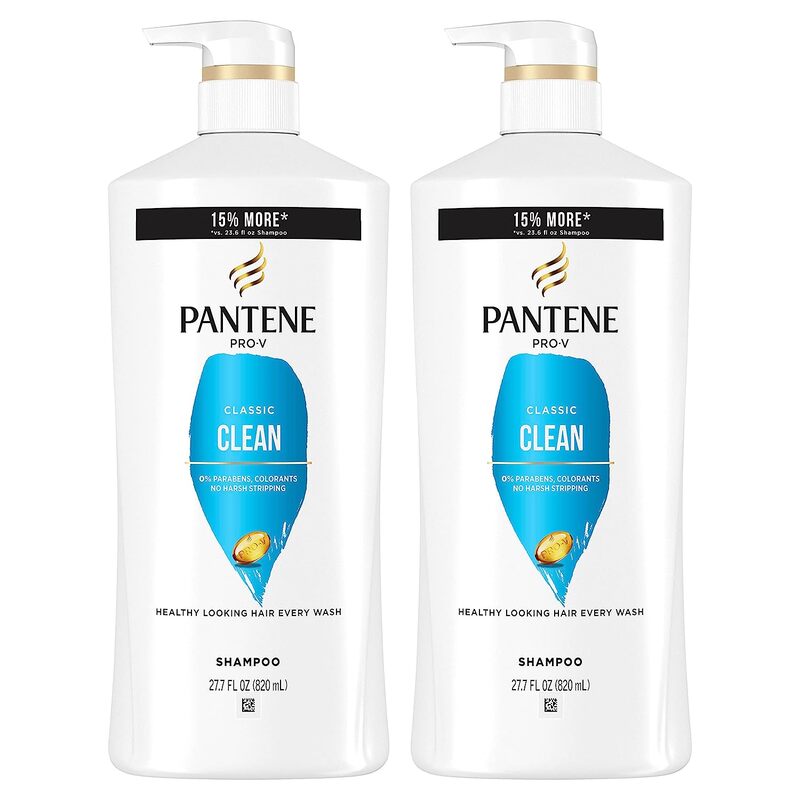 15% MORE*
*vs. 23.6 fl oz Shampoo
PANTENE
PRO-V
CLASSIC
CLEAN
0% PARABENS, COLORANTS
NO HARSH STRIPPING
PRO-V
HEALTHY LOOKING HAIR EVERY WASH
SHAMPOO
27.7 FL OZ (820 mL)
15% MORE*
*vs. 23.6 fl oz Shampoo
PANTENE
PRO-V
CLASSIC
CLEAN
0% PARABENS, COLORANTS
NO HARSH STRIPPING
PRO-V
HEALTHY LOOKING HAIR EVERY WASH
SHAMPOO
27.7 FL OZ (820 mL)